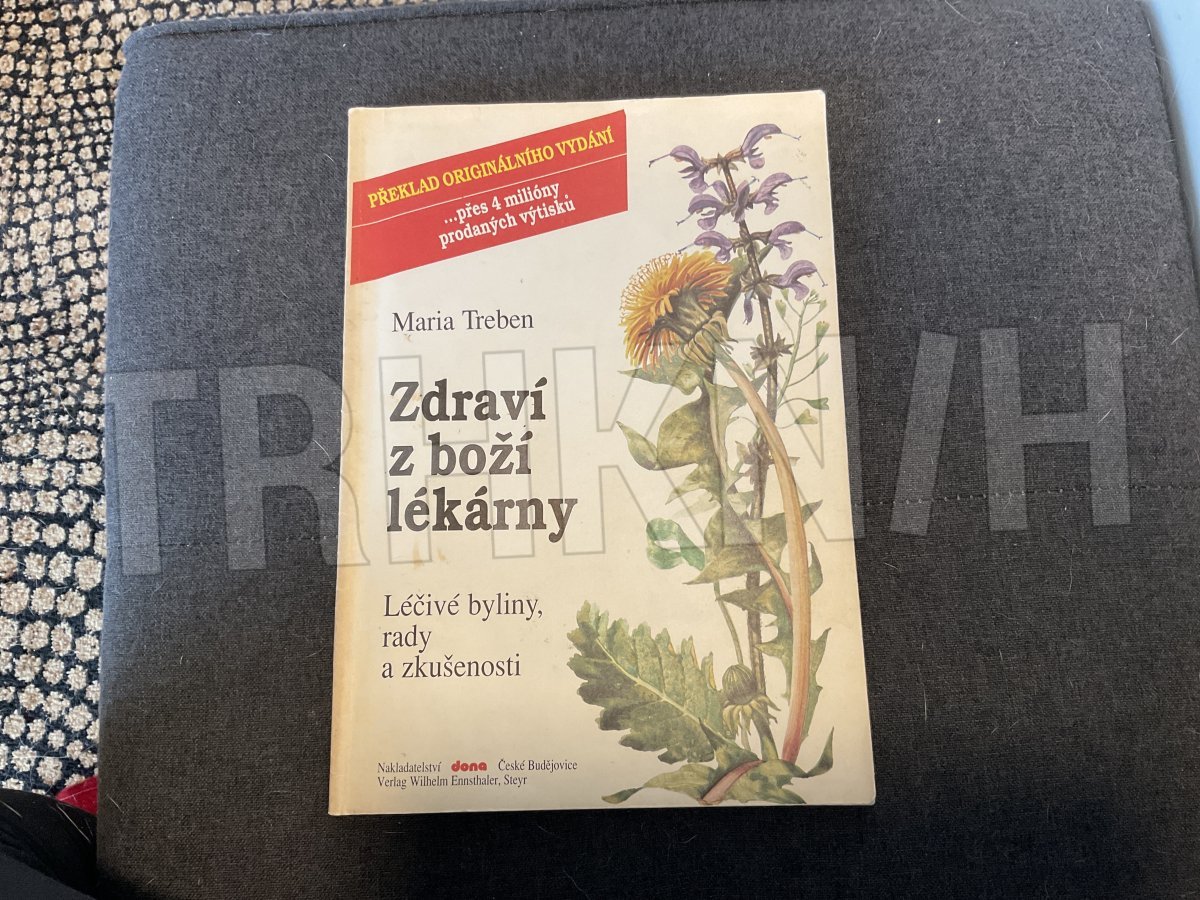 PŘEKLAD ORIGINÁLNÍHO VYDÁNÍ
...přes 4 milióny
prodaných výtisků
Maria Treben
Zdraví
z boží
lékárny
Léčivé byliny,
rady
a zkušenosti
Nakladatelství dona České Budějovice
Verlag Wilhelm Ennsthaler, Steyr
TRHKN/H